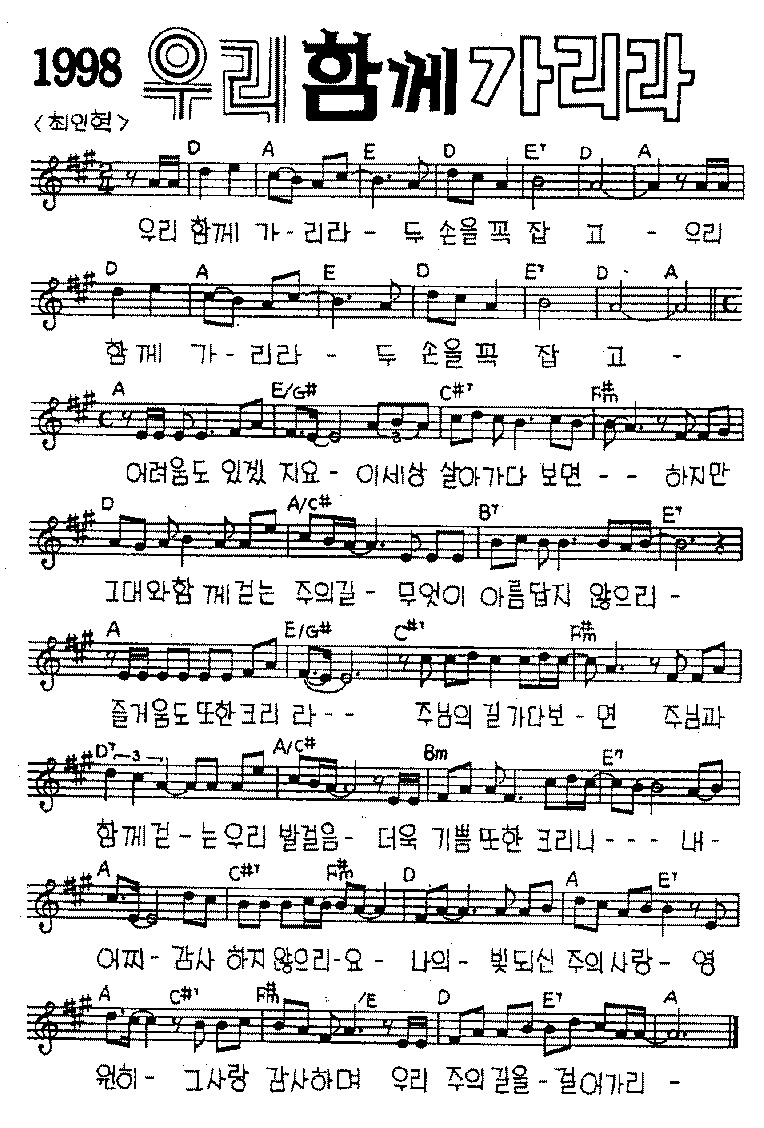 1998 우리함께가리라
<최인혁>
D A E D E7 D A
우리 함께 가-리라- 두 손을 꼭 잡 고 - 우리
D A E D E7 D A
함께 가-리라 - 두 손을 꼭 잡 고 -
A E/G# C#7 F#m
어려움도 있겠 지요- 이세상 살아가다 보면 - - 하지만
D A/C# B7 E7
그대와함 께걷는 주의길- 무엇이 아름답지 않으리-
A E/G# C#7 F#m
즐거움도또한크리 라-- 주님의 길가다보-면 주님과
D7 3 A/C# Bm E7
함께걷-는우리 발걸음- 더욱 기쁨또한 크리니--- 내-
A C#7 F#m D A E7
어찌- 감사 하지않으리-요- 나의- 빛되신 주의사랑- 영
A C#7 F#m /E D E7 A
원히- 그사랑 감사하며 우리 주의길을-걸어가리 -